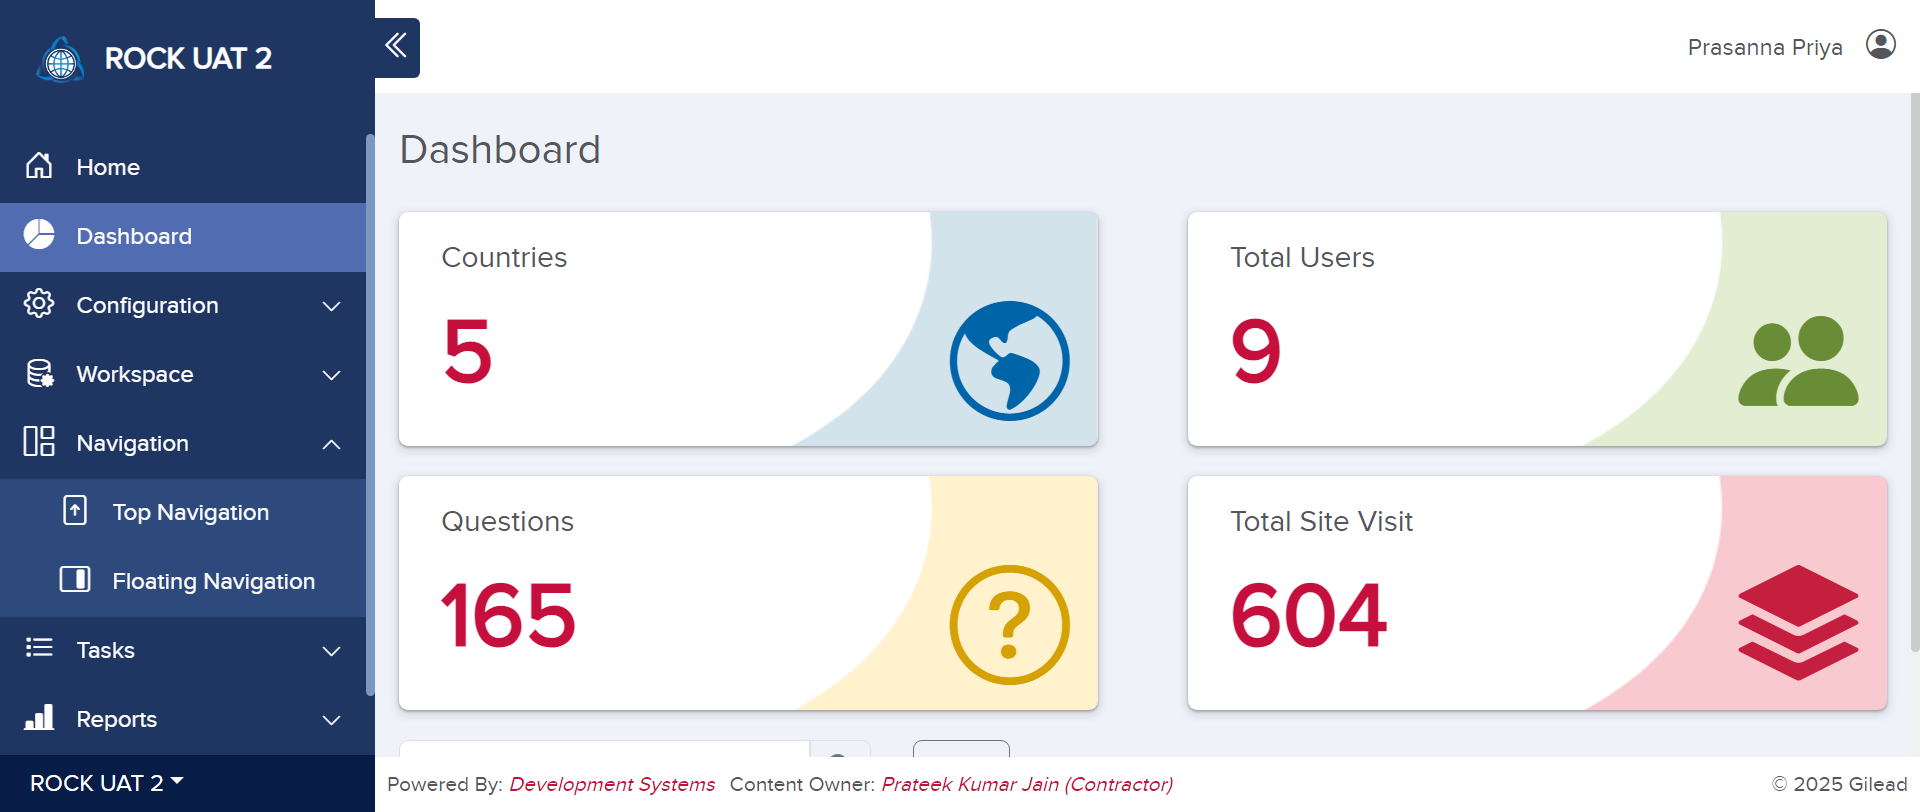 ROCK UAT 2
Prasanna Priya
Home
Dashboard
Configuration
Workspace
Navigation
Top Navigation
Floating Navigation
Tasks
Reports
ROCK UAT 2
Dashboard
Countries
5
Total Users
9
Questions
165
Total Site Visit
604
Powered By: Development Systems Content Owner: Prateek Kumar Jain (Contractor)
© 2025 Gilead